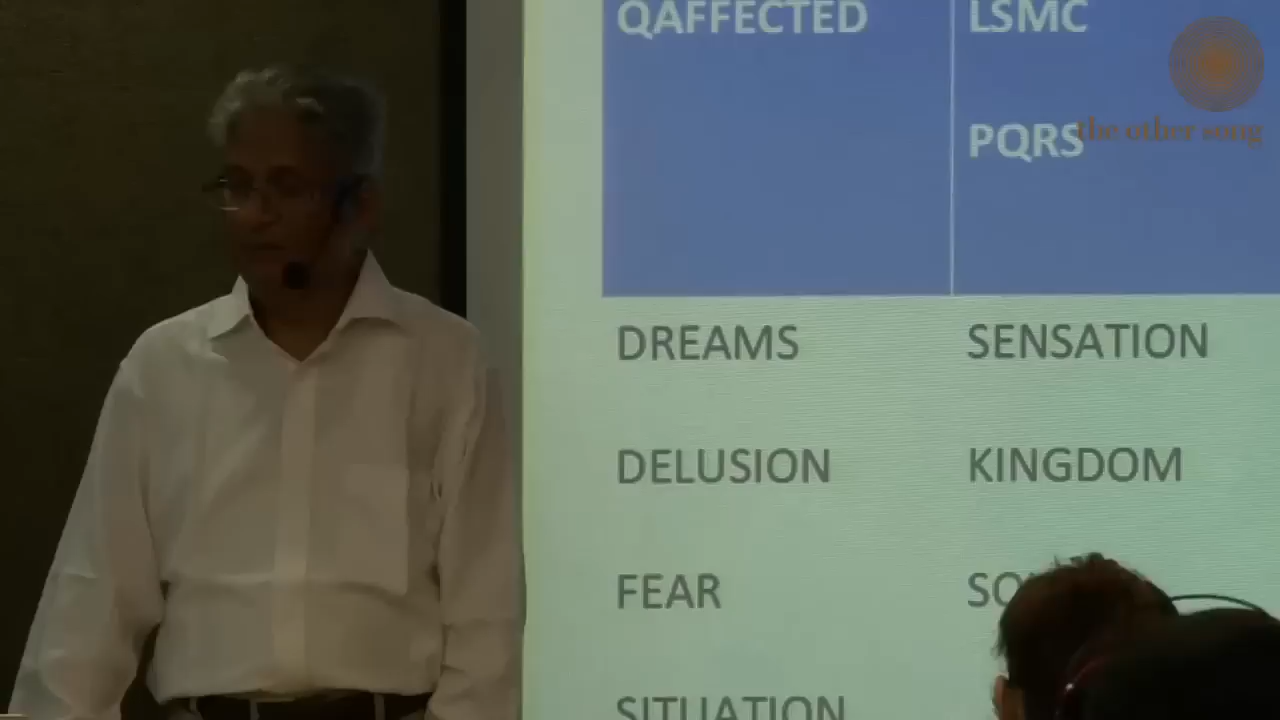 QAFFECTED LSMC
PQRS
the other song
DREAMS SENSATION
DELUSION KINGDOM
FEAR
SITUATION